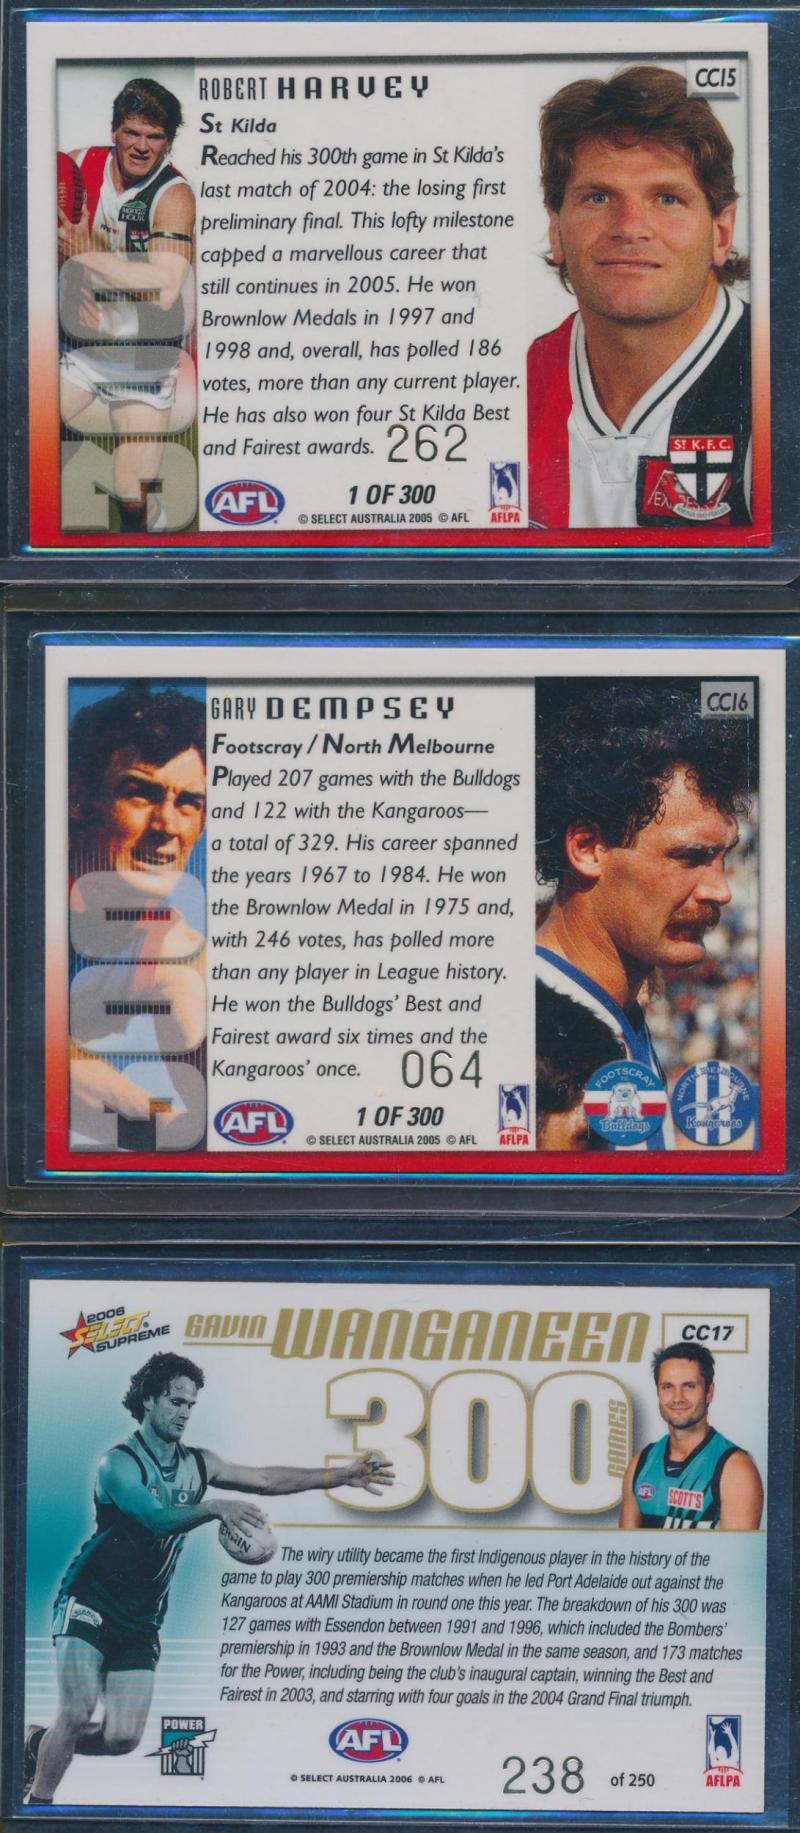 ROBERT HARVEY
CC15
St Kilda
Reached his 300th game in St Kilda's
last match of 2004: the losing first
preliminary final. This lofty milestone
capped a marvellous career that
still continues in 2005. He won
Brownlow Medals in 1997 and
1998 and, overall, has polled 186
votes, more than any current player.
He has also won four St Kilda Best
and Fairest awards. 262
300
ST K.F.C.
AFL
1 OF 300
AFLPA
© SELECT AUSTRALIA 2005 © AFL
GARY DEMPSEY
CC16
Footscray / North Melbourne
Played 207 games with the Bulldogs
and 122 with the Kangaroos—
a total of 329. His career spanned
the years 1967 to 1984. He won
the Brownlow Medal in 1975 and,
with 246 votes, has polled more
than any player in League history.
He won the Bulldogs' Best and
Fairest award six times and the
Kangaroos' once. 064
300
FOOTSCRAY
F.C.
Bulldogs
NORTH MELBOURNE
Kangaroos
AFL
1 OF 300
AFLPA
© SELECT AUSTRALIA 2005 © AFL
2006
SELECT
SUPREME
GAVIN WANGANEEN
CC17
300
GAMES
AFL
SCOTT'S
The wiry utility became the first Indigenous player in the history of the
game to play 300 premiership matches when he led Port Adelaide out against the
Kangaroos at AAMI Stadium in round one this year. The breakdown of his 300 was
127 games with Essendon between 1991 and 1996, which included the Bombers'
premiership in 1993 and the Brownlow Medal in the same season, and 173 matches
for the Power, including being the club's inaugural captain, winning the Best and
Fairest in 2003, and starring with four goals in the 2004 Grand Final triumph.
POWER
AFL
© SELECT AUSTRALIA 2006 © AFL
238 of 250
AFLPA